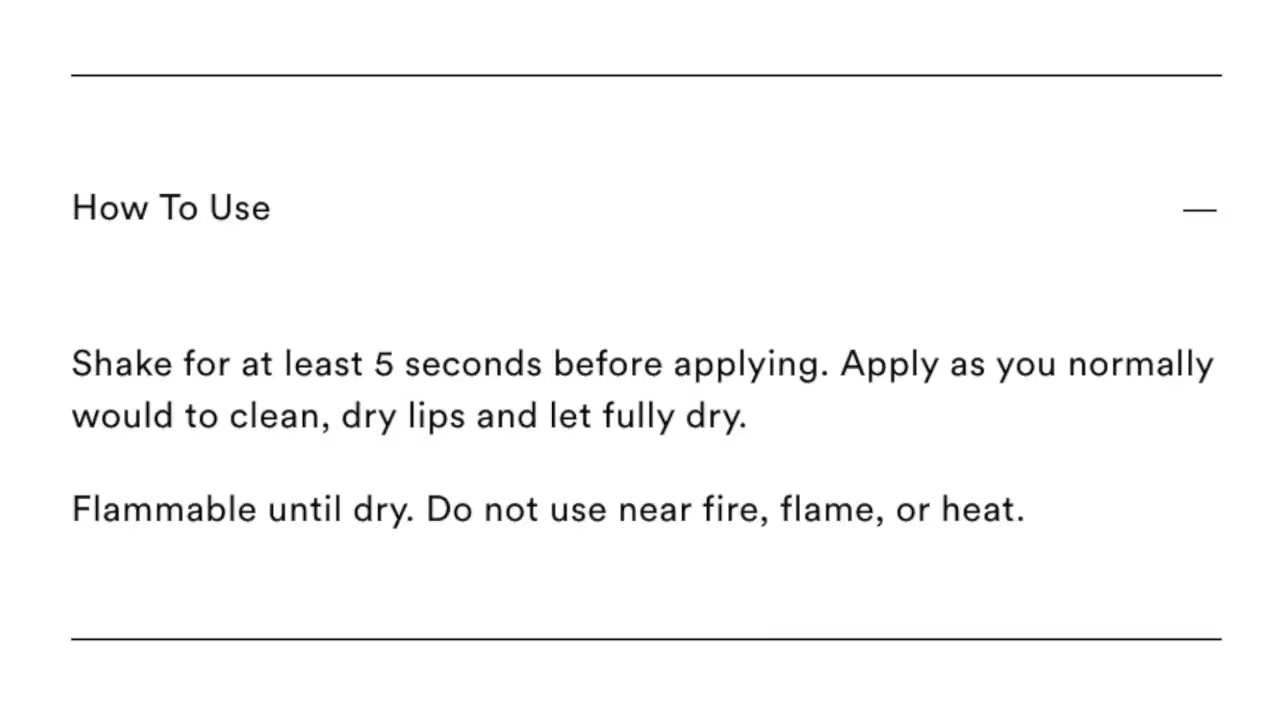 How To Use
Shake for at least 5 seconds before applying. Apply as you normally
would to clean, dry lips and let fully dry.
Flammable until dry. Do not use near fire, flame, or heat.